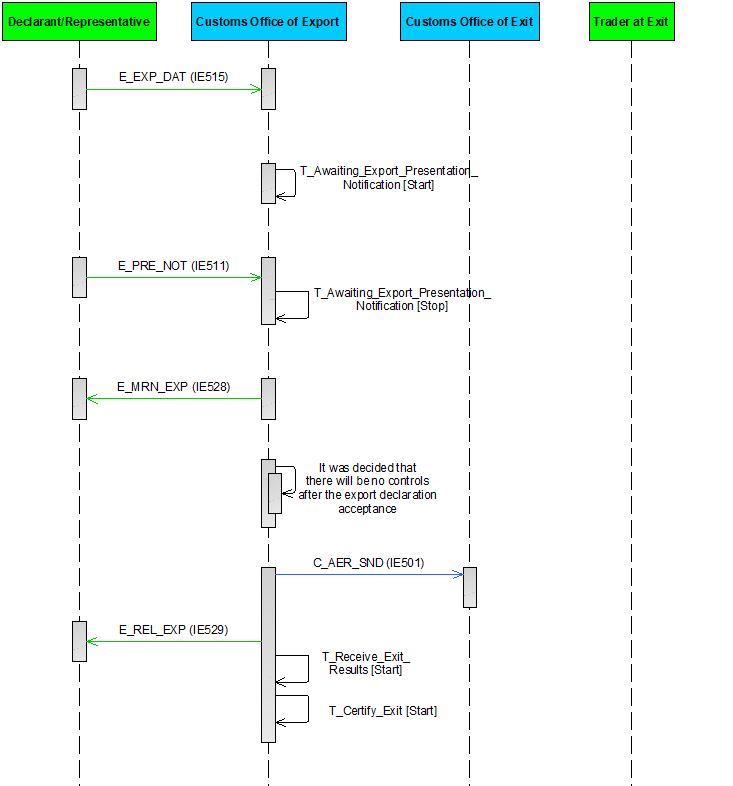 Declarant/Representative
Customs Office of Export
Customs Office of Exit
Trader at Exit
E_EXP_DAT (IE515)
T_Awaiting_Export_Presentation_
Notification [Start]
E_PRE_NOT (IE511)
T_Awaiting_Export_Presentation_
Notification [Stop]
E_MRN_EXP (IE528)
It was decided that
there will be no controls
after the export declaration
acceptance
C_AER_SND (IE501)
E_REL_EXP (IE529)
T_Receive_Exit_
Results [Start]
T_Certify_Exit [Start]